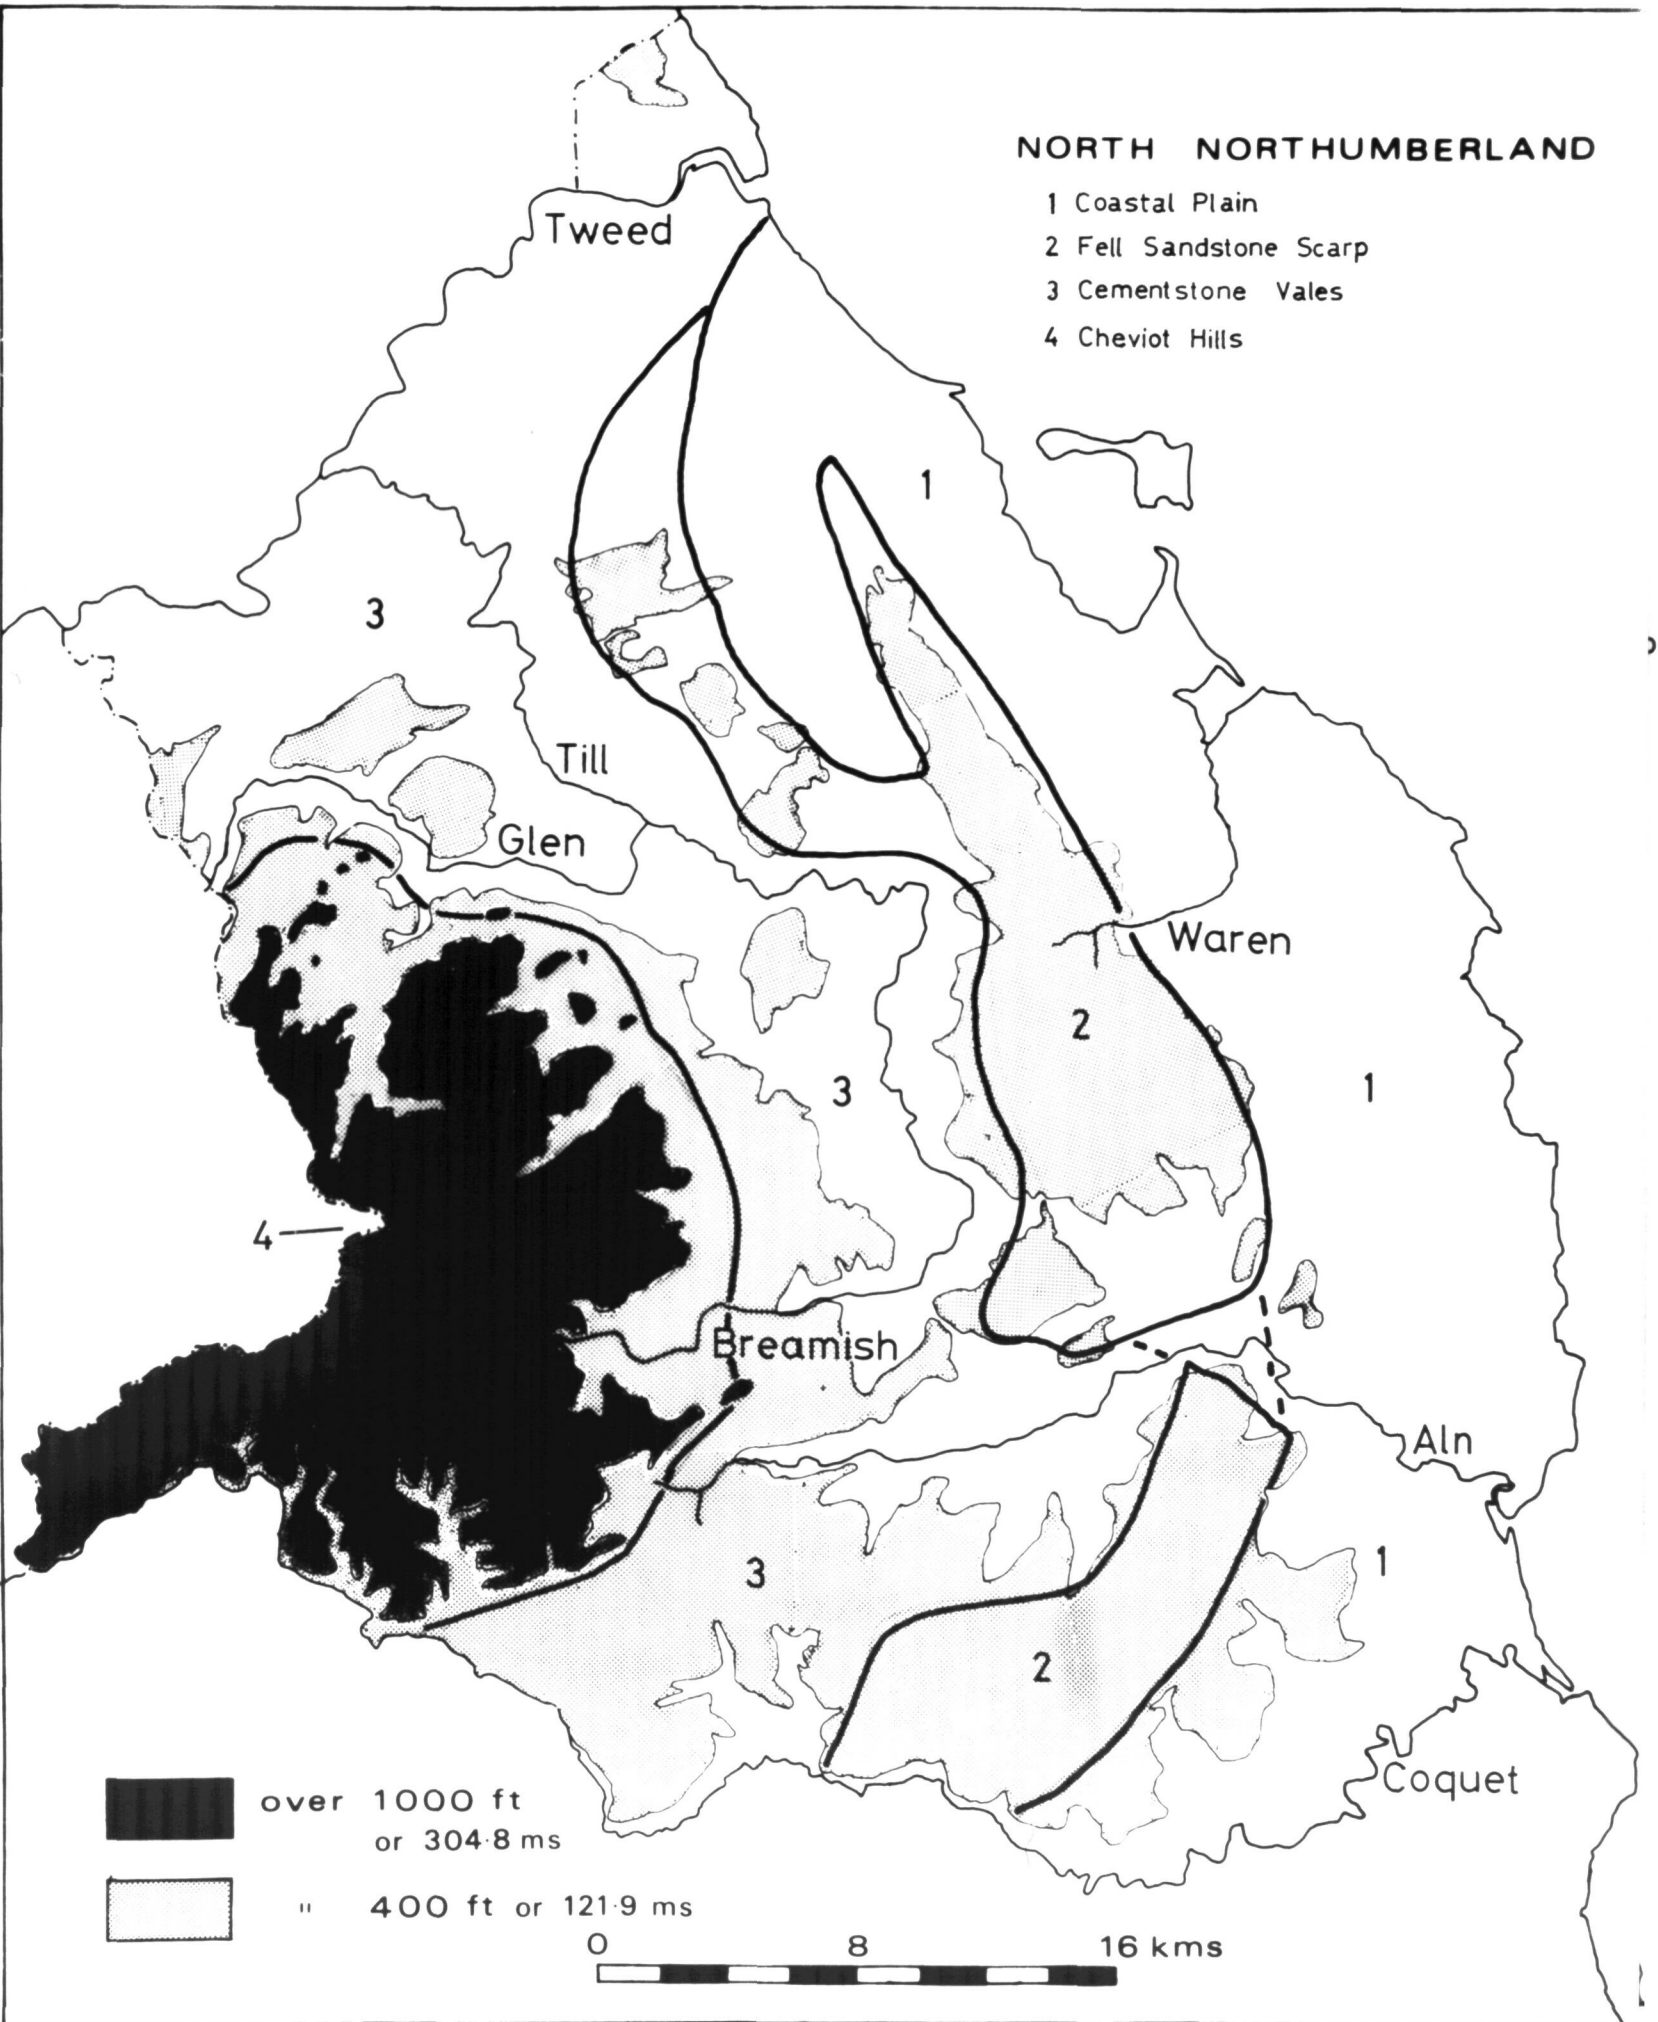 NORTH NORTHUMBERLAND
1 Coastal Plain
2 Fell Sandstone Scarp
3 Cementstone Vales
4 Cheviot Hills
Tweed
1
3
Till
Glen
Waren
2
3
1
4
Breamish
Aln
3
1
2
Coquet
over 1000 ft
or 304·8 ms
" 400 ft or 121·9 ms
0 8 16 kms